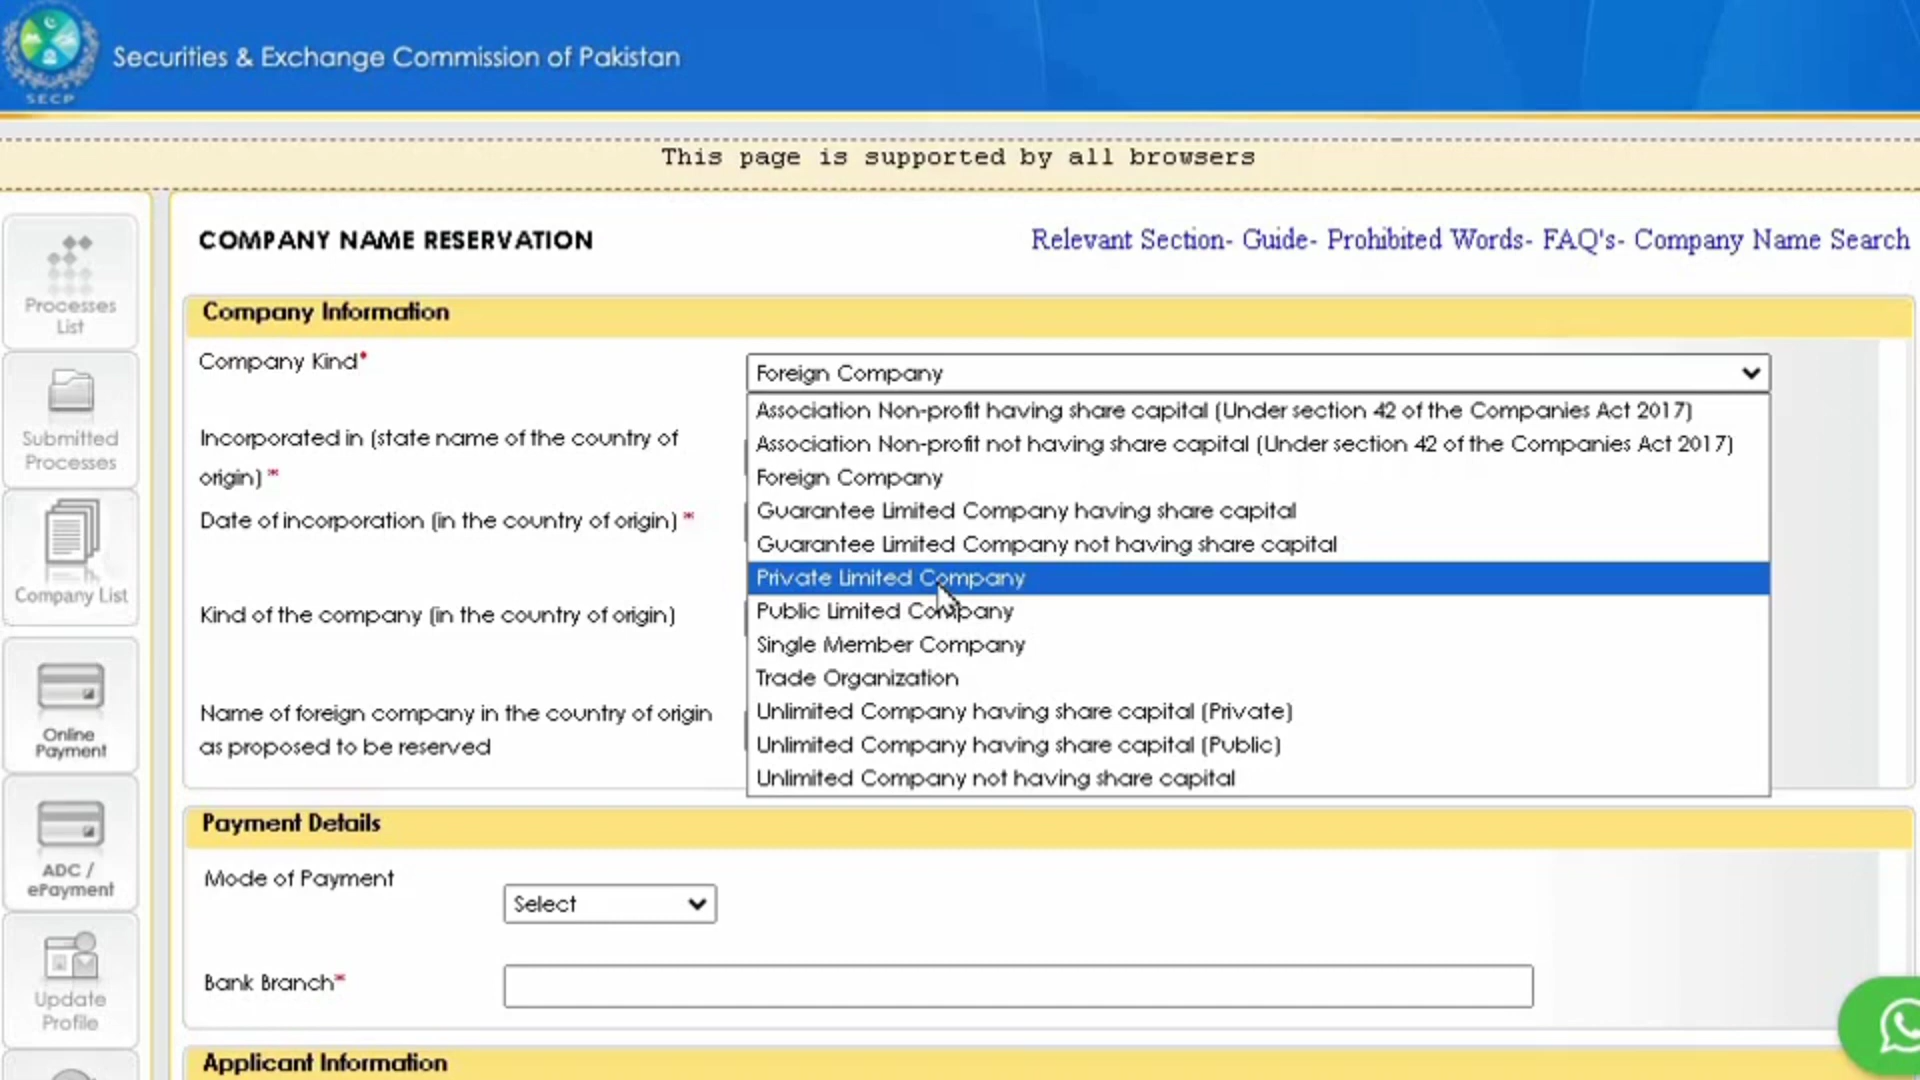 SECP
Securities & Exchange Commission of Pakistan
This page is supported by all browsers
Processes
List
Submitted
Processes
Company List
Online
Payment
ADC /
ePayment
Update
Profile
COMPANY NAME RESERVATION
Relevant Section- Guide- Prohibited Words- FAQ's- Company Name Search
Company Information
Company Kind*
Foreign Company
Association Non-profit having share capital (Under section 42 of the Companies Act 2017)
Association Non-profit not having share capital (Under section 42 of the Companies Act 2017)
Foreign Company
Guarantee Limited Company having share capital
Guarantee Limited Company not having share capital
Private Limited Company
Public Limited Company
Single Member Company
Trade Organization
Unlimited Company having share capital (Private)
Unlimited Company having share capital (Public)
Unlimited Company not having share capital
Incorporated in (state name of the country of
origin) *
Date of incorporation (in the country of origin) *
Kind of the company (in the country of origin)
Name of foreign company in the country of origin
as proposed to be reserved
Payment Details
Mode of Payment
Select
Bank Branch*
Applicant Information